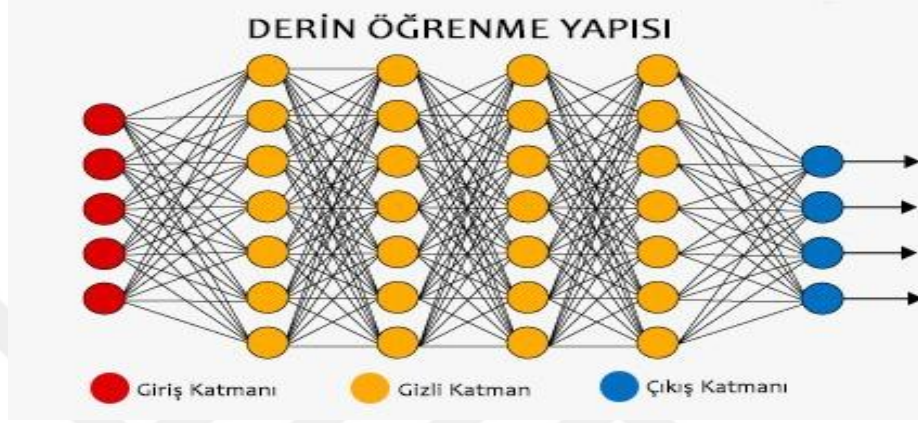 DERİN ÖĞRENME YAPISI
Giriş Katmanı
Gizli Katman
Çıkış Katmanı